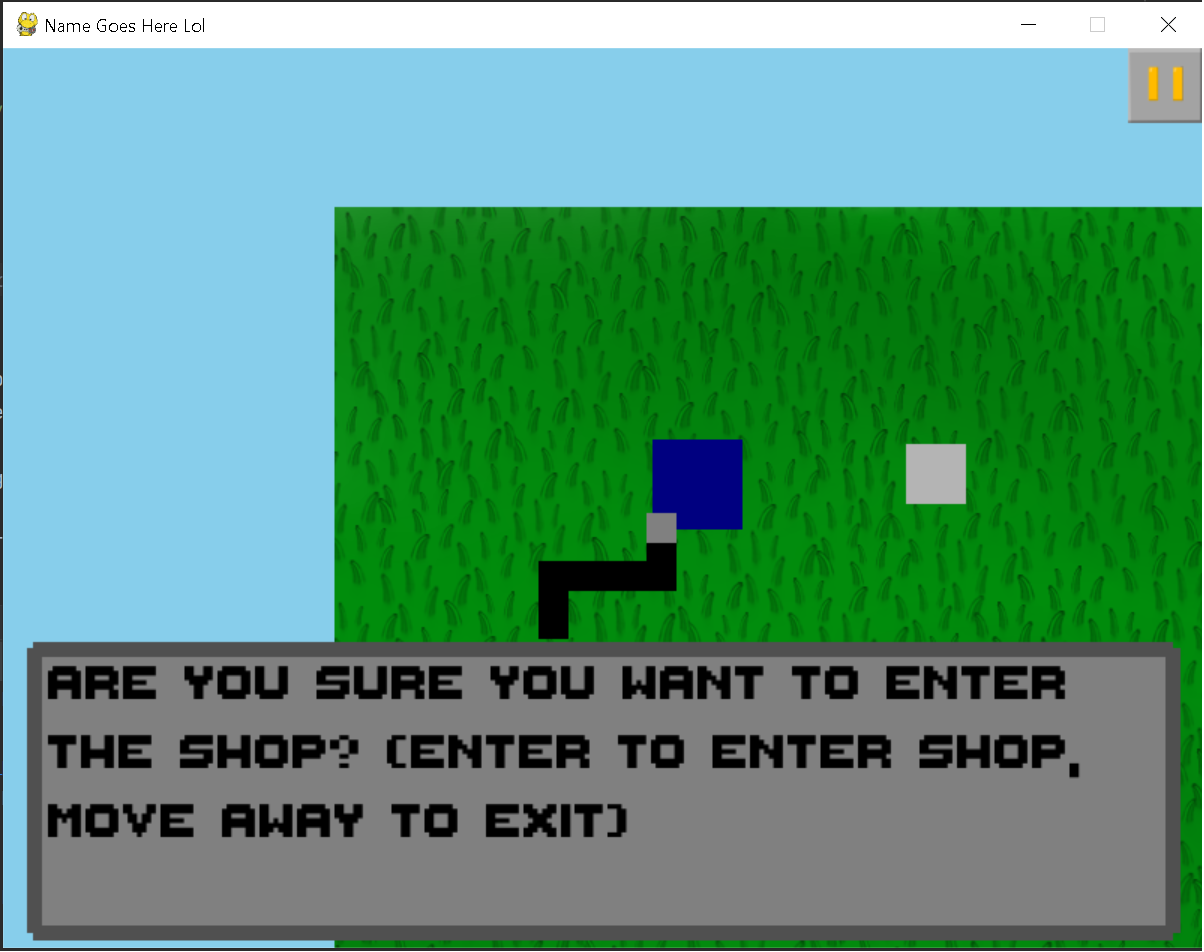 Name Goes Here Lol
ARE YOU SURE YOU WANT TO ENTER
THE SHOP? (ENTER TO ENTER SHOP,
MOVE AWAY TO EXIT)